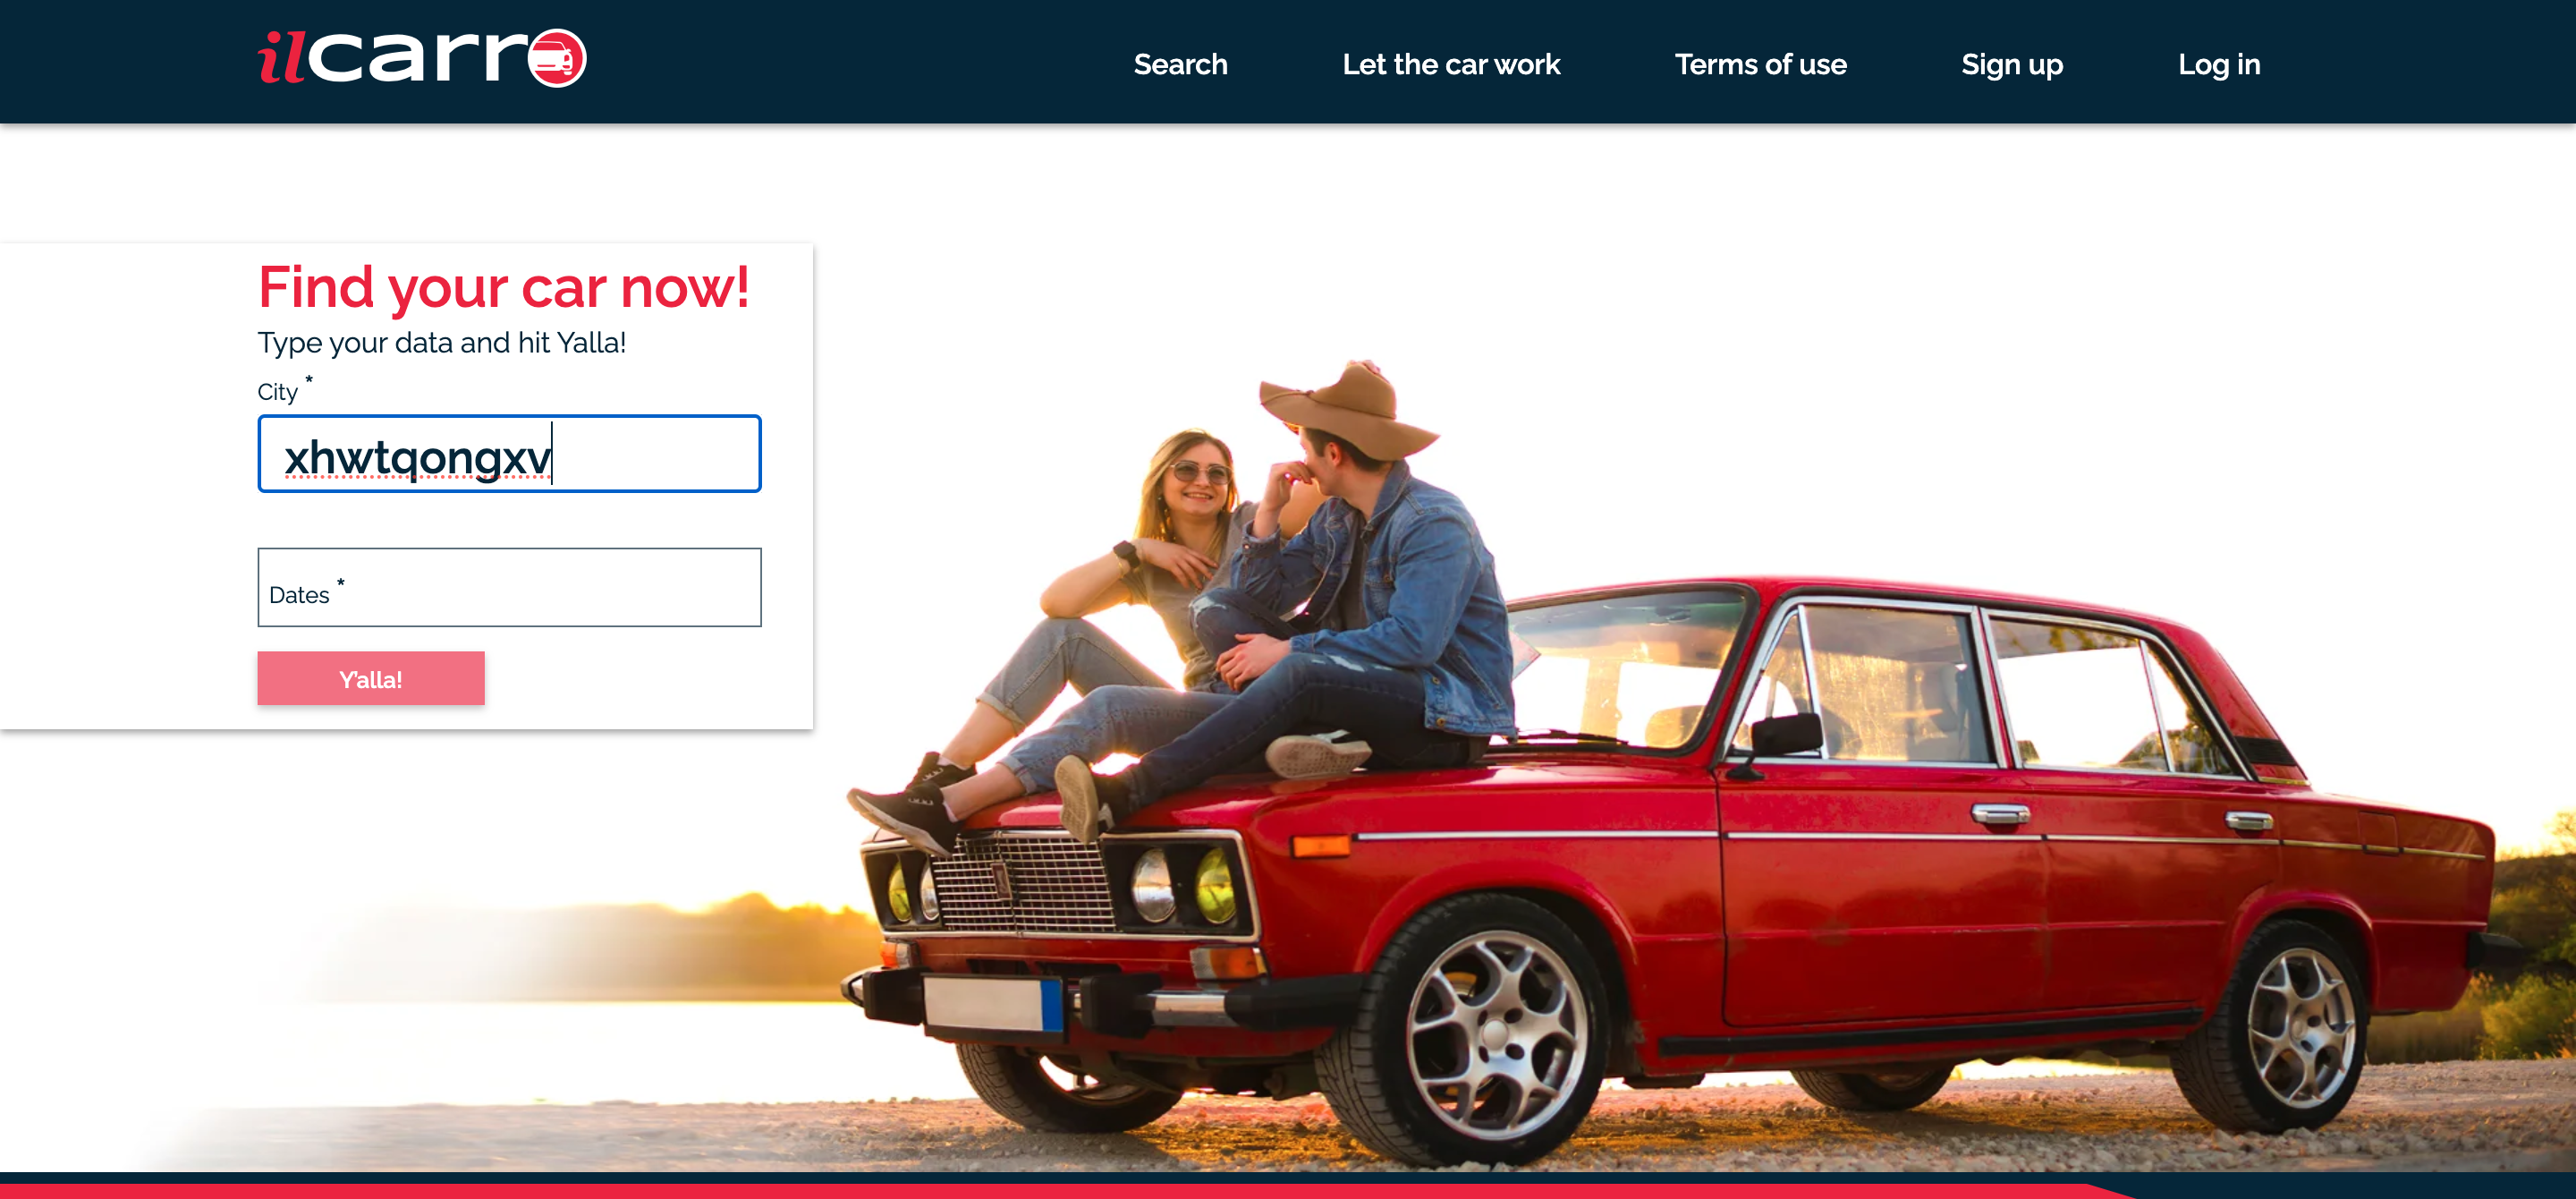 ilcarro
Search
Let the car work
Terms of use
Sign up
Log in
Find your car now!
Type your data and hit Yalla!
City *
xhwtqongxv
Dates *
Y'alla!